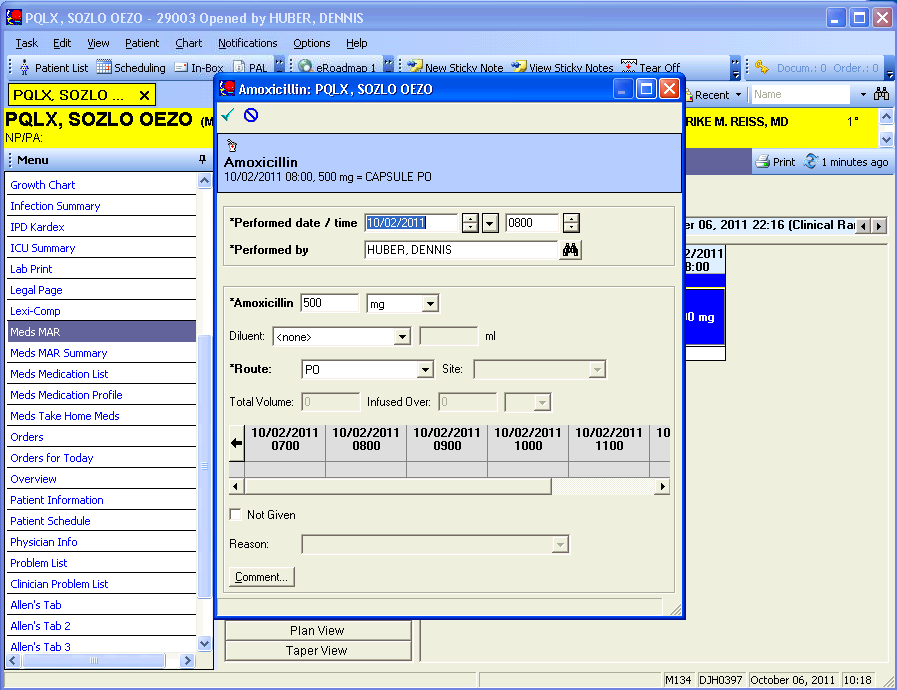 PQLX, SOZLO OEZO - 29003 Opened by HUBER, DENNIS
Task Edit View Patient Chart Notifications Options Help
Patient List Scheduling In-Box PAL eRoadmap 1 New Sticky Note View Sticky Notes Tear Off Docum.: 0 Order.: 0
PQLX, SOZLO ... Recent Name
PQLX, SOZLO OEZO (M
RIKE M. REISS, MD 1°
NP/PA:
Menu
Print 1 minutes ago
Growth Chart
Infection Summary
IPD Kardex
ICU Summary
Lab Print
Legal Page
Lexi-Comp
Meds MAR
Meds MAR Summary
Meds Medication List
Meds Medication Profile
Meds Take Home Meds
Orders
Orders for Today
Overview
Patient Information
Patient Schedule
Physician Info
Problem List
Clinician Problem List
Allen's Tab
Allen's Tab 2
Allen's Tab 3
Amoxicillin: PQLX, SOZLO OEZO
Amoxicillin
10/02/2011 08:00, 500 mg = CAPSULE PO
*Performed date / time 10/02/2011 0800
*Performed by HUBER, DENNIS
*Amoxicillin 500 mg
Diluent: <none> ml
*Route: PO Site:
Total Volume: 0 Infused Over: 0
10/02/2011 10/02/2011 10/02/2011 10/02/2011 10/02/2011 10
0700 0800 0900 1000 1100
Not Given
Reason:
Comment...
er 06, 2011 22:16 (Clinical Ra
2/2011
8:00
0 mg
Plan View
Taper View
M134 DJH0397 October 06, 2011 10:18